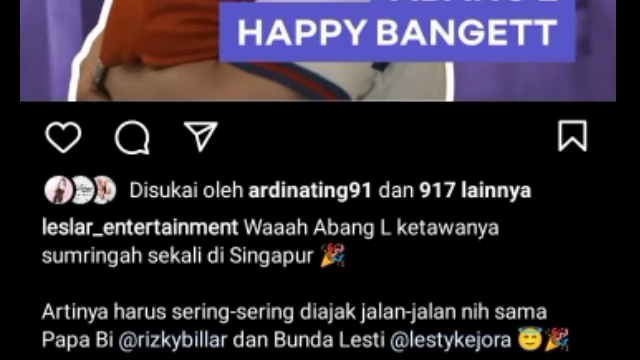 HAPPY BANGETT
Disukai oleh ardinating91 dan 917 lainnya
leslar_entertainment Waaah Abang L ketawanya
sumringah sekali di Singapur 🎉
Artinya harus sering-sering diajak jalan-jalan nih sama
Papa Bi @rizkybillar dan Bunda Lesti @lestykejora 😇🎉